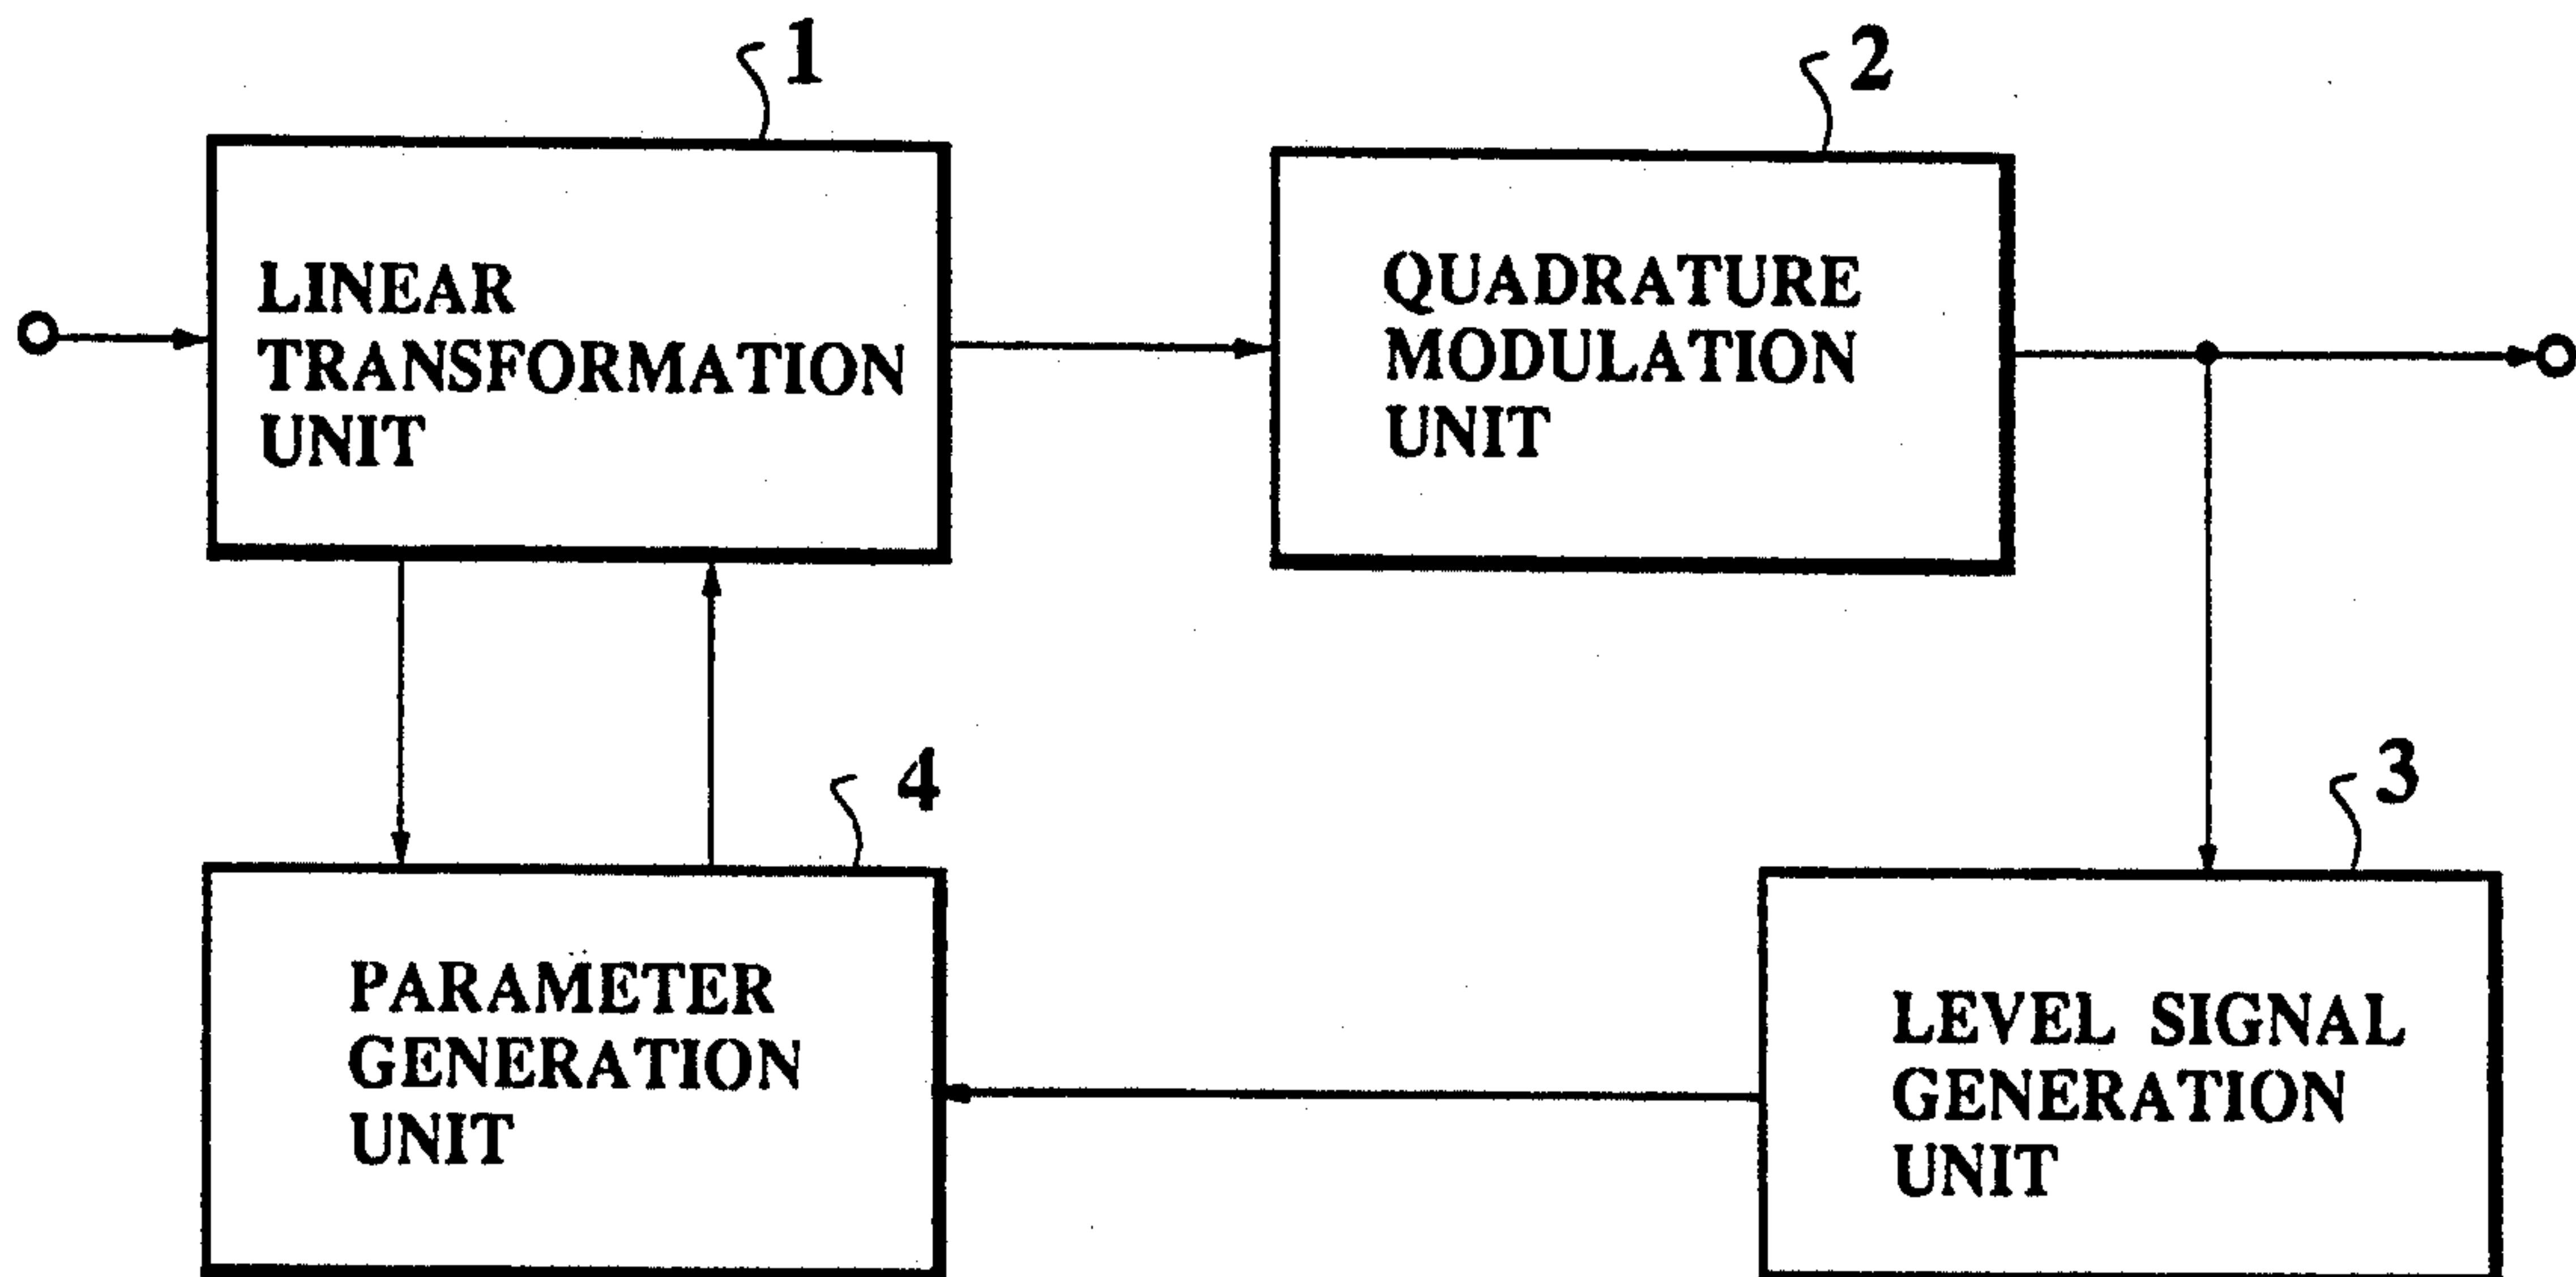 1
LINEAR
TRANSFORMATION
UNIT
2
QUADRATURE
MODULATION
UNIT
4
PARAMETER
GENERATION
UNIT
3
LEVEL SIGNAL
GENERATION
UNIT